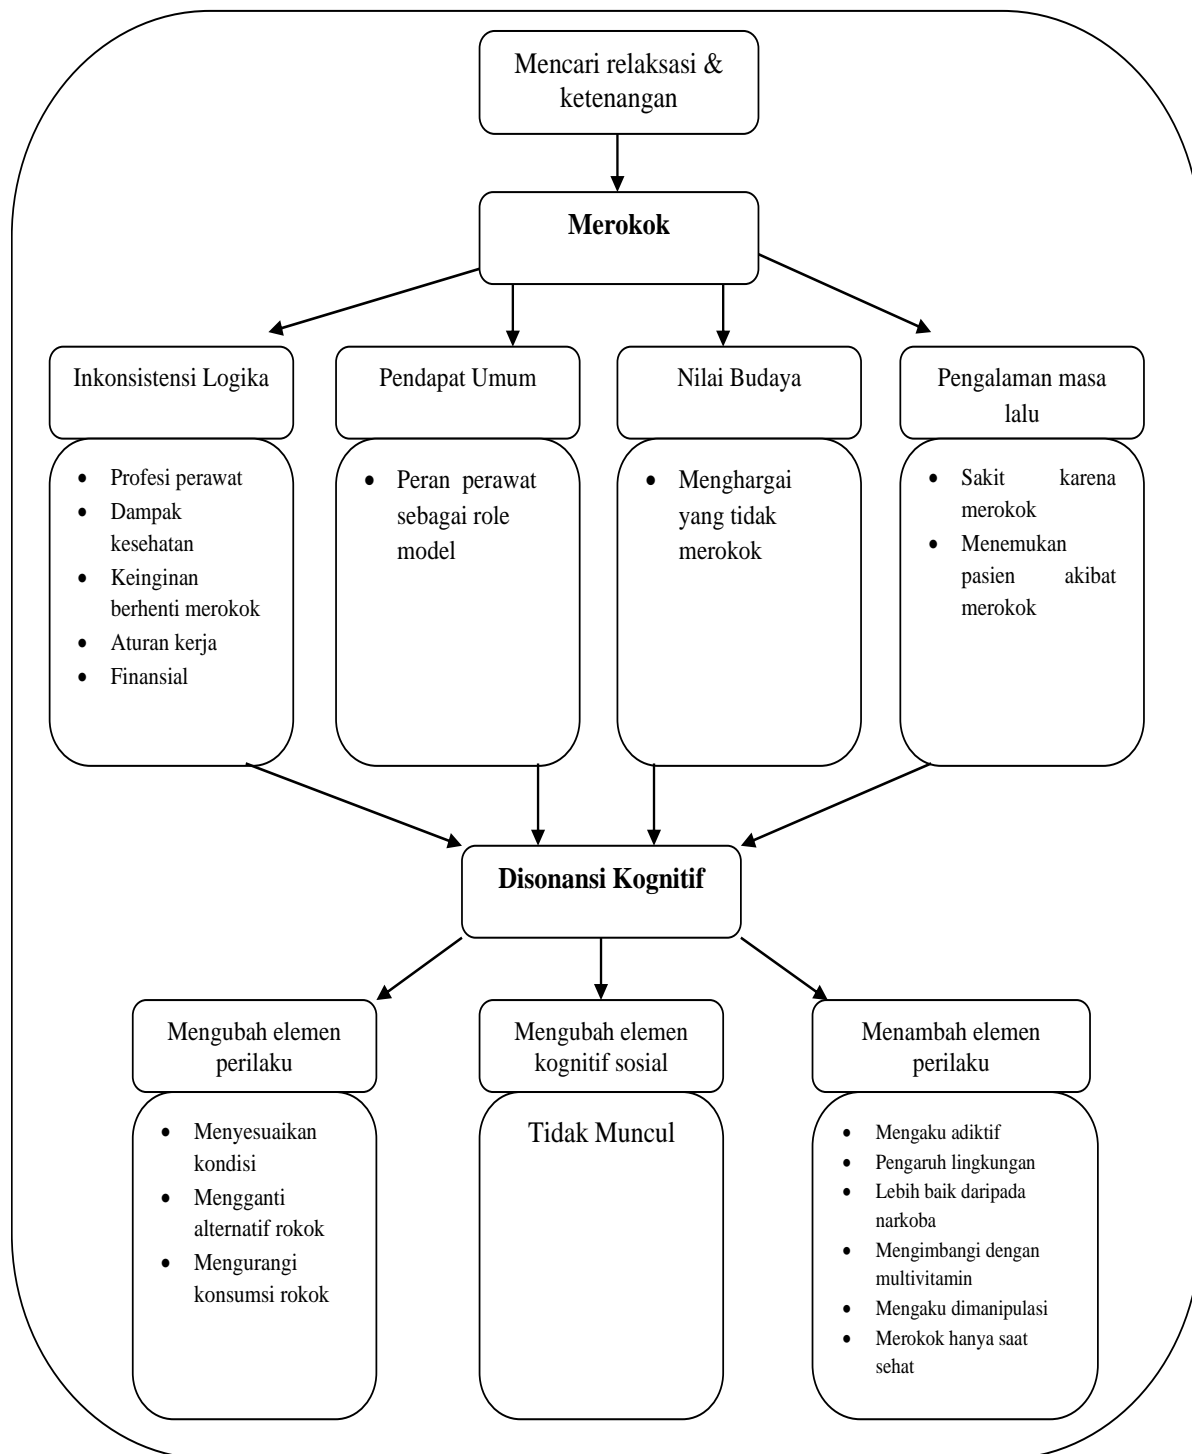 Mencari relaksasi &
ketenangan
Merokok
Inkonsistensi Logika
Pendapat Umum
Nilai Budaya
Pengalaman masa
lalu
• Profesi perawat
• Dampak
kesehatan
• Keinginan
berhenti merokok
• Aturan kerja
• Finansial
• Peran perawat
sebagai role
model
• Menghargai
yang tidak
merokok
• Sakit karena
merokok
• Menemukan
pasien akibat
merokok
Disonansi Kognitif
Mengubah elemen
perilaku
Mengubah elemen
kognitif sosial
Menambah elemen
perilaku
• Menyesuaikan
kondisi
• Mengganti
alternatif rokok
• Mengurangi
konsumsi rokok
Tidak Muncul
• Mengaku adiktif
• Pengaruh lingkungan
• Lebih baik daripada
narkoba
• Mengimbangi dengan
multivitamin
• Mengaku dimanipulasi
• Merokok hanya saat
sehat